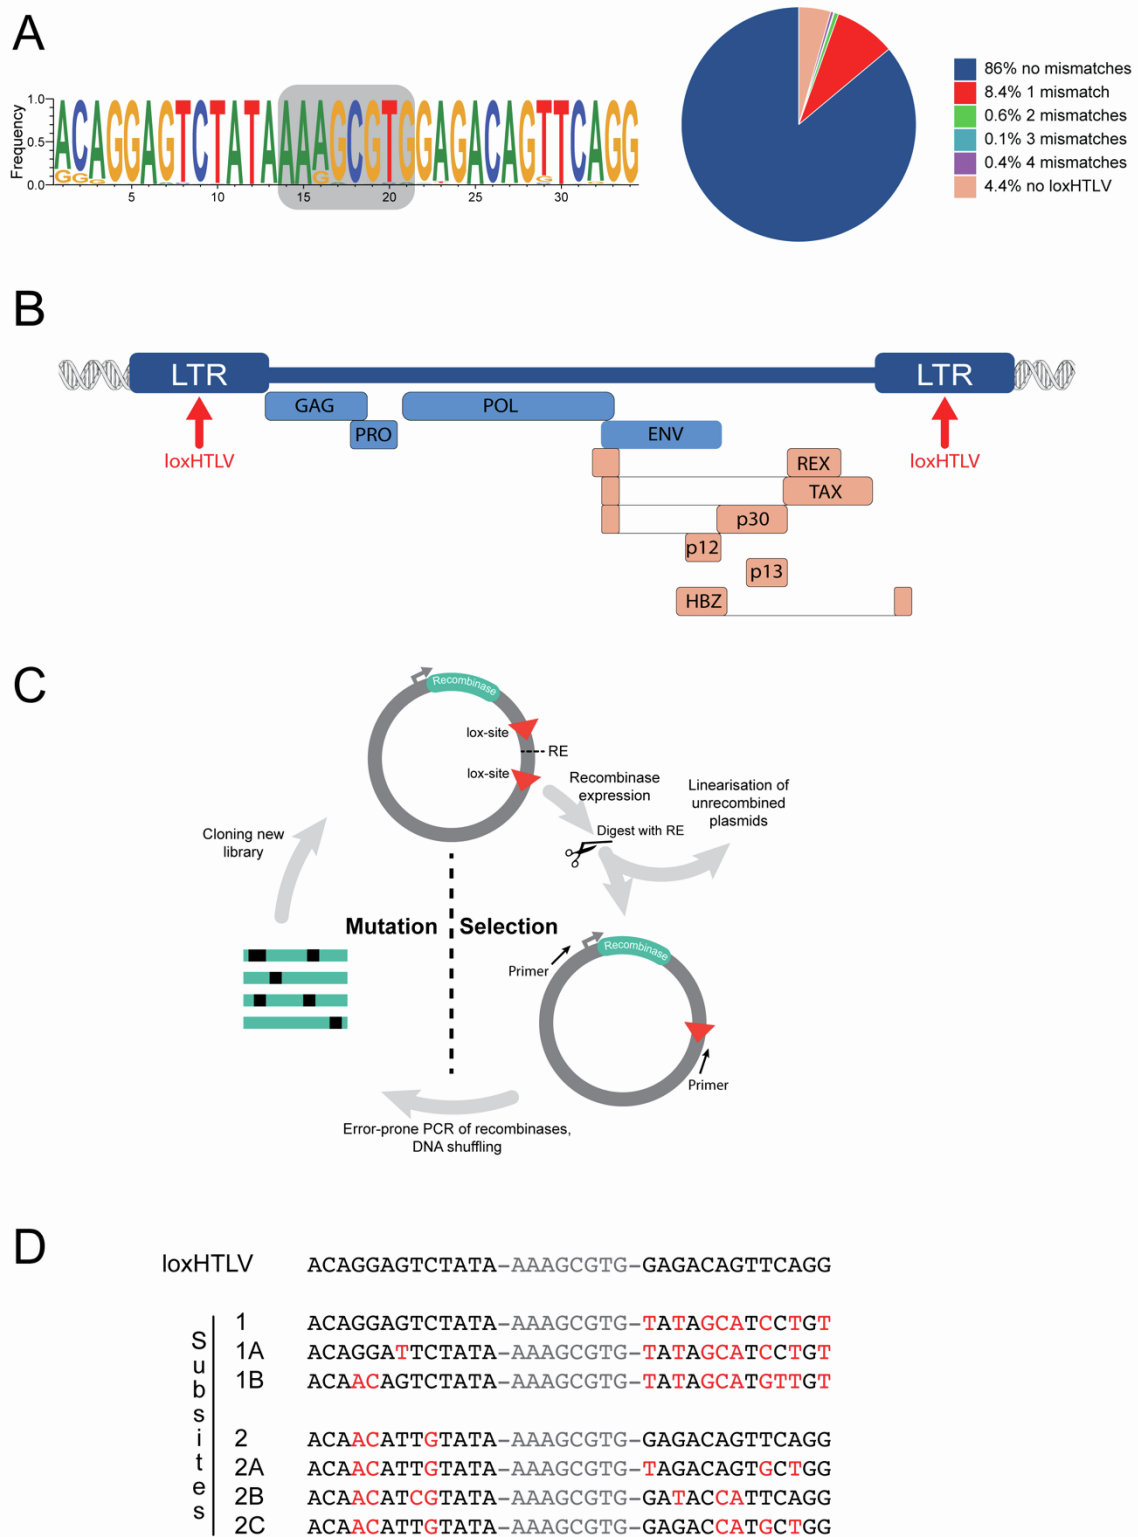 A
Frequency
1.0
0.5
0.0
ACAGGAGTCTATAAAAGCGTGGAGACAGTTCAGG
GGG G G
5 10 15 20 25 30
86% no mismatches
8.4% 1 mismatch
0.6% 2 mismatches
0.1% 3 mismatches
0.4% 4 mismatches
4.4% no loxHTLV
B
LTR LTR
GAG POL
PRO ENV
loxHTLV loxHTLV
REX
TAX
p30
p12
p13
HBZ
C
Recombinase
lox-site
RE
lox-site
Recombinase
expression
Linearisation of
unrecombined
plasmids
Digest with RE
Cloning new
library
Mutation Selection
Recombinase
Primer
Primer
Error-prone PCR of recombinases,
DNA shuffling
D
loxHTLV ACAGGAGTCTATA-AAAGCGTG-GAGACAGTTCAGG
Subsites
1 ACAGGAGTCTATA-AAAGCGTG-TATAGCATCCTGT
1A ACAGGATTCTATA-AAAGCGTG-TATAGCATCCTGT
1B ACAACAGTCTATA-AAAGCGTG-TATAGCATGTTGT
2 ACAACATTGTATA-AAAGCGTG-GAGACAGTTCAGG
2A ACAACATTGTATA-AAAGCGTG-TAGACAGTGCTGG
2B ACAACATCGTATA-AAAGCGTG-GATACCATTCAGG
2C ACAACATTGTATA-AAAGCGTG-GAGACCATGCTGG